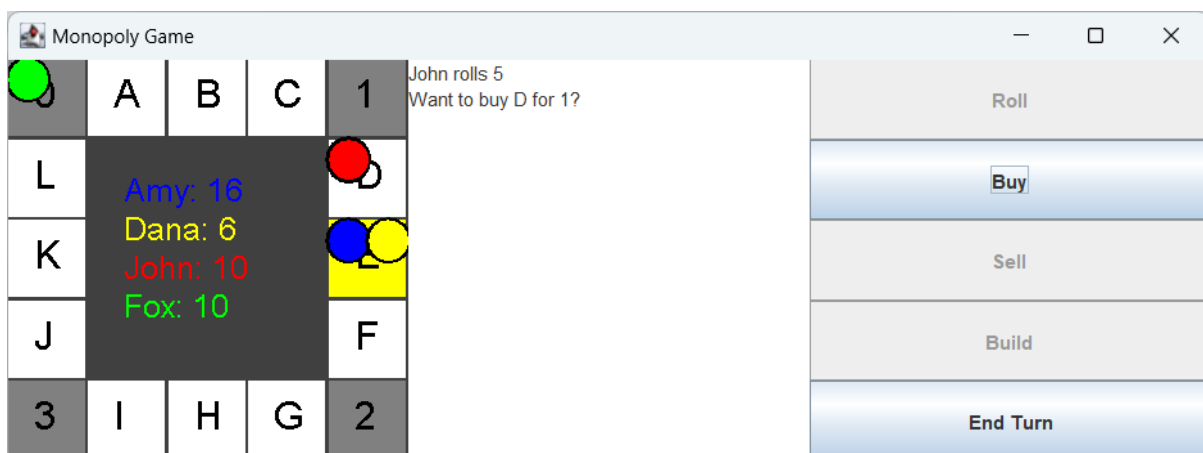 Monopoly Game
A B C 1
John rolls 5
Want to buy D for 1?
L
Amy: 16
Dana: 6
John: 10
Fox: 10
D
K
J
F
3 I H G 2
Roll
Buy
Sell
Build
End Turn